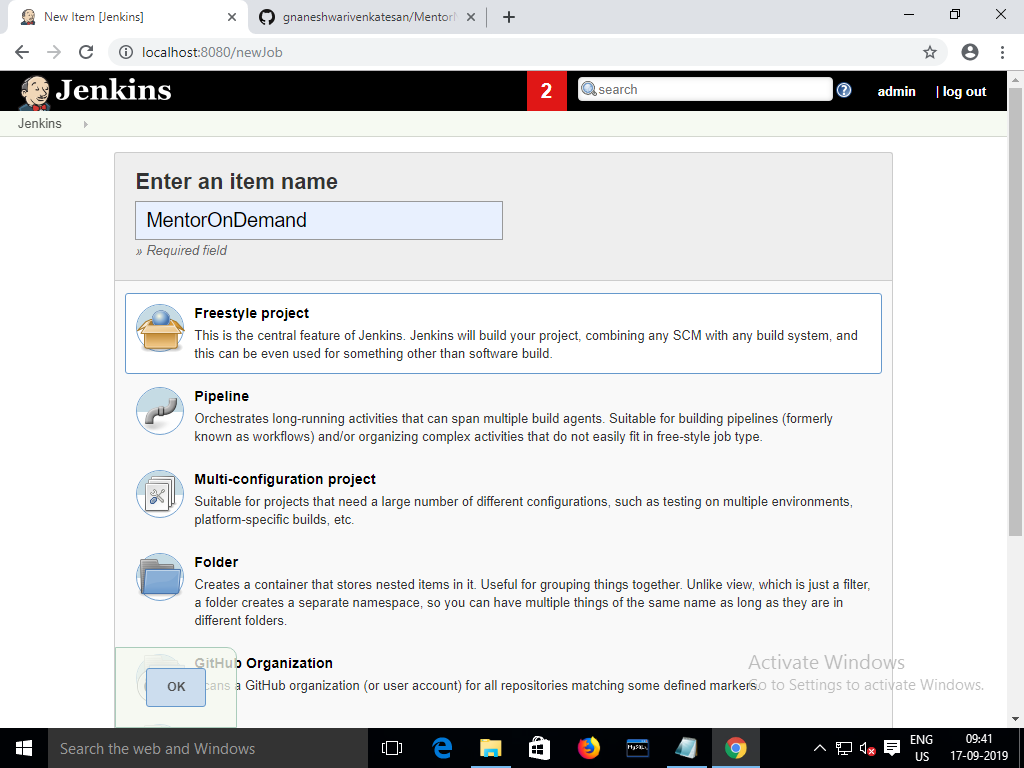 New Item [Jenkins]
gnaneshwarivenkatesan/Mentor
localhost:8080/newJob
Jenkins
2
search
?
admin
| log out
Jenkins
Enter an item name
MentorOnDemand
» Required field
Freestyle project
This is the central feature of Jenkins. Jenkins will build your project, combining any SCM with any build system, and
this can be even used for something other than software build.
Pipeline
Orchestrates long-running activities that can span multiple build agents. Suitable for building pipelines (formerly
known as workflows) and/or organizing complex activities that do not easily fit in free-style job type.
Multi-configuration project
Suitable for projects that need a large number of different configurations, such as testing on multiple environments,
platform-specific builds, etc.
Folder
Creates a container that stores nested items in it. Useful for grouping things together. Unlike view, which is just a filter,
a folder creates a separate namespace, so you can have multiple things of the same name as long as they are in
different folders.
GitHub Organization
Scans a GitHub organization (or user account) for all repositories matching some defined markers.
OK
Activate Windows
Go to Settings to activate Windows.
Search the web and Windows
MySQL
ENG
US
09:41
17-09-2019